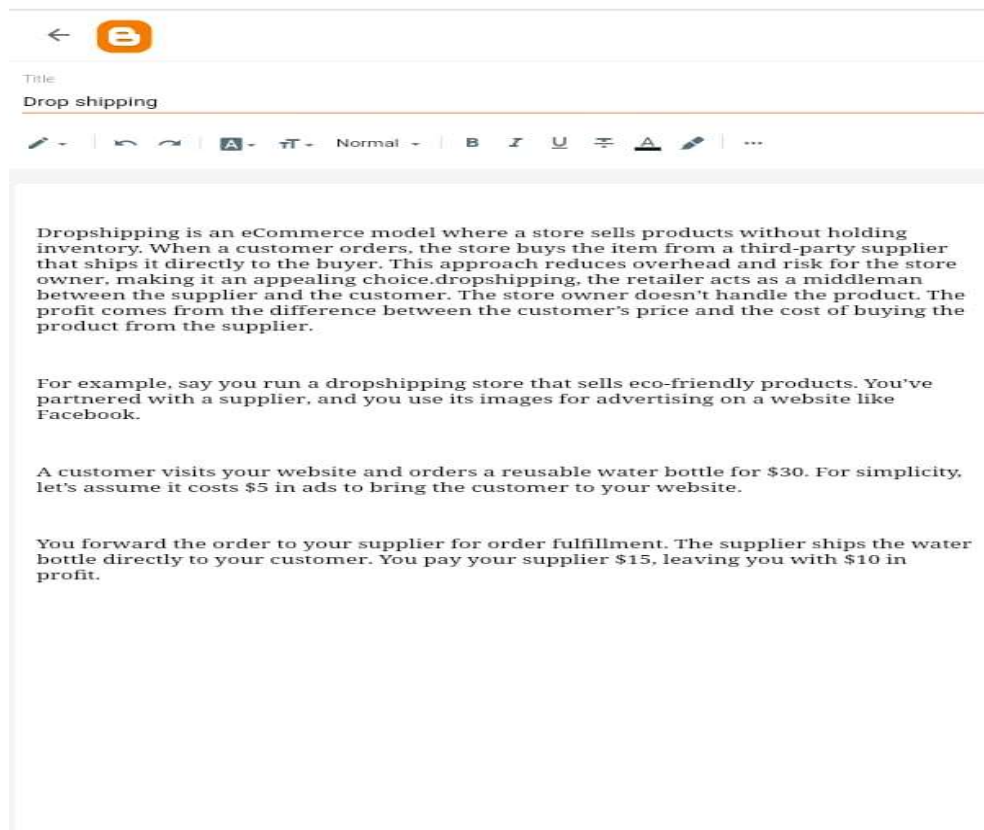 Title
Drop shipping
Normal
B I U A
Dropshipping is an eCommerce model where a store sells products without holding
inventory. When a customer orders, the store buys the item from a third-party supplier
that ships it directly to the buyer. This approach reduces overhead and risk for the store
owner, making it an appealing choice.dropshipping, the retailer acts as a middleman
between the supplier and the customer. The store owner doesn't handle the product. The
profit comes from the difference between the customer's price and the cost of buying the
product from the supplier.
For example, say you run a dropshipping store that sells eco-friendly products. You've
partnered with a supplier, and you use its images for advertising on a website like
Facebook.
A customer visits your website and orders a reusable water bottle for $30. For simplicity,
let's assume it costs $5 in ads to bring the customer to your website.
You forward the order to your supplier for order fulfillment. The supplier ships the water
bottle directly to your customer. You pay your supplier $15, leaving you with $10 in
profit.